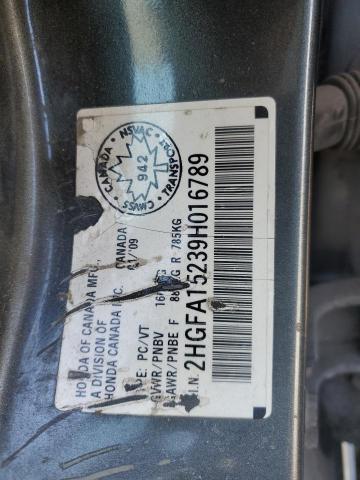 HONDA OF CANADA MFG.,
A DIVISION OF
HONDA CANADA INC.
CANADA
01/'09
CANADA NSVAC
942
CMVSS TRANSPORT
PC/VT
GVWR/PNBV
GAWR/PNBE F R 785KG
2HGFA15239H016789